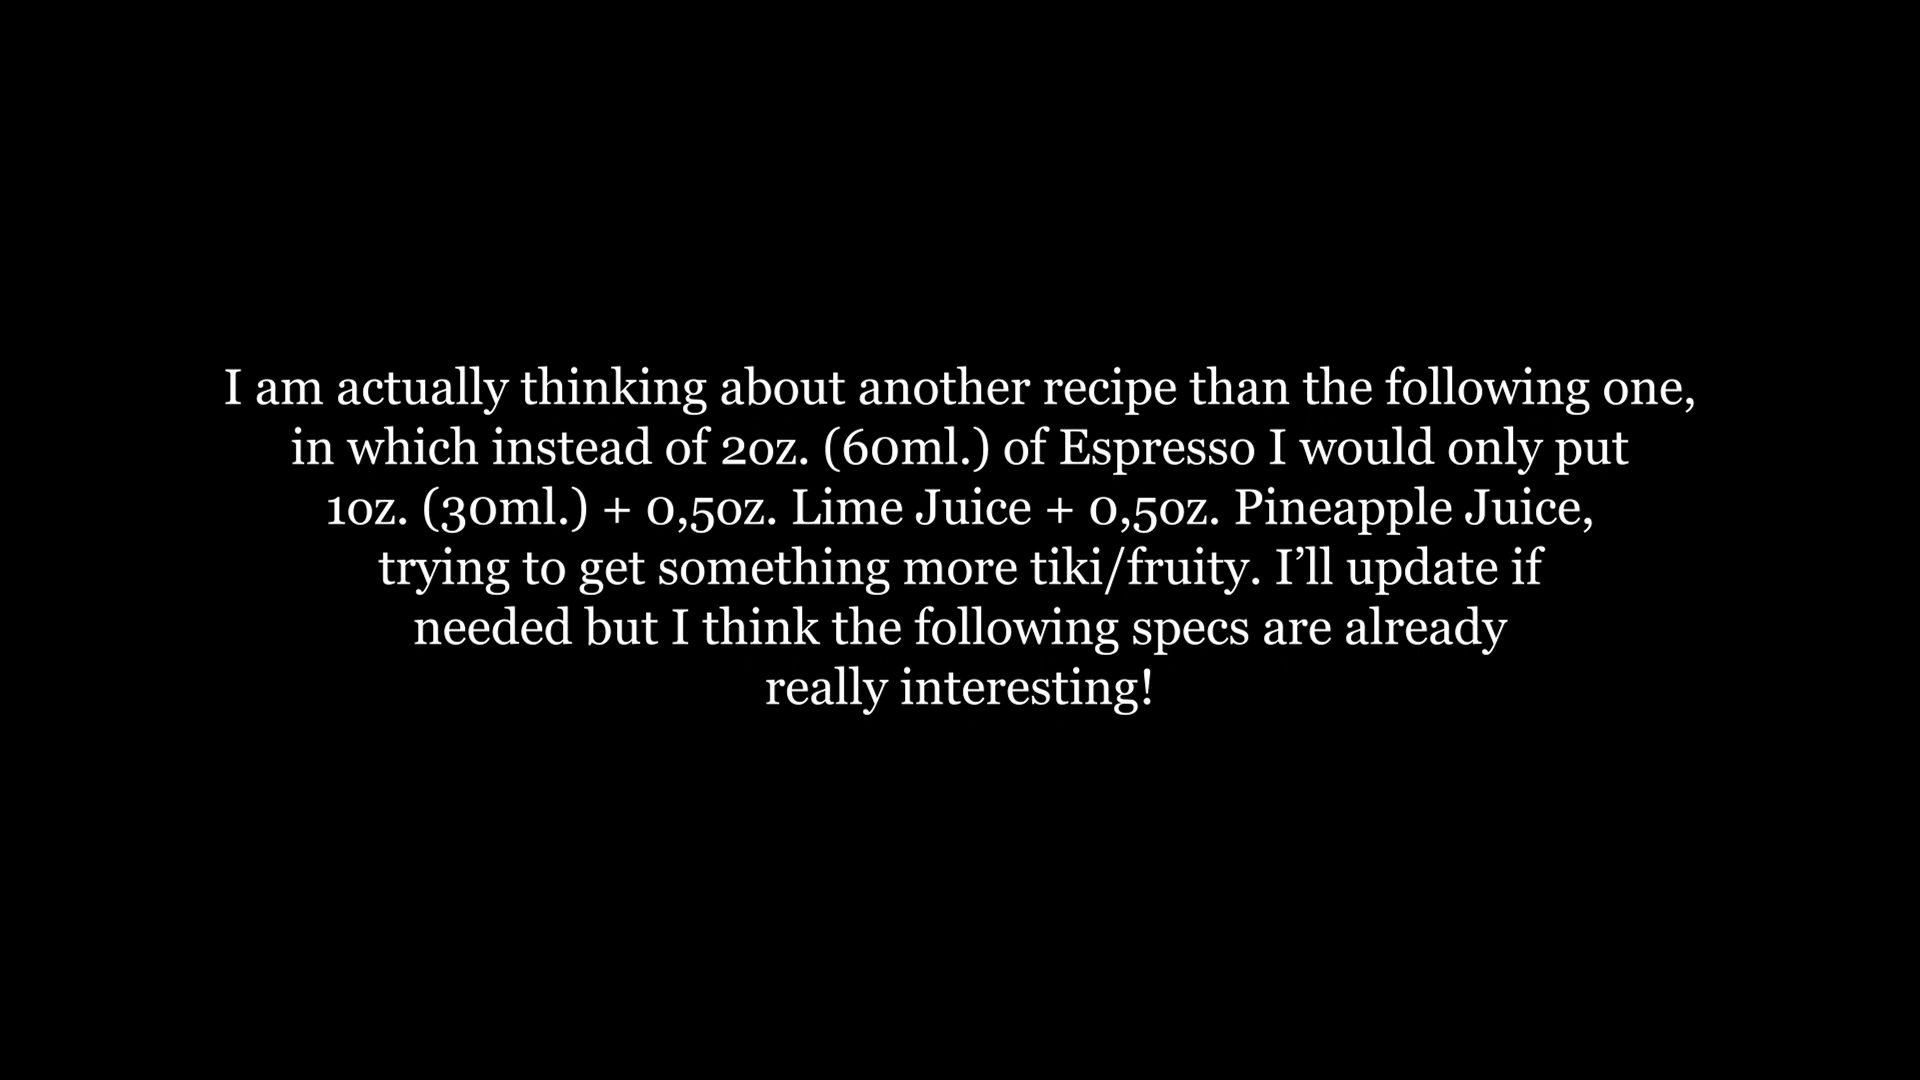 I am actually thinking about another recipe than the following one,
in which instead of 2oz. (60ml.) of Espresso I would only put
1oz. (30ml.) + 0,5oz. Lime Juice + 0,5oz. Pineapple Juice,
trying to get something more tiki/fruity. I’ll update if
needed but I think the following specs are already
really interesting!